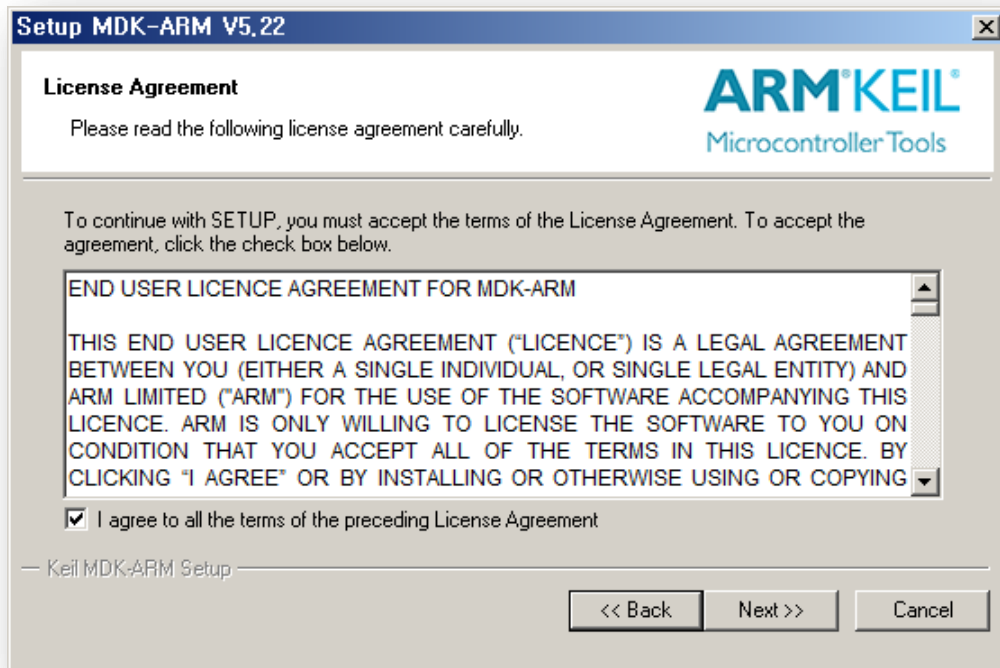 Setup MDK-ARM V5.22
License Agreement
Please read the following license agreement carefully.
ARM®KEIL®
Microcontroller Tools
To continue with SETUP, you must accept the terms of the License Agreement. To accept the
agreement, click the check box below.
END USER LICENCE AGREEMENT FOR MDK-ARM
THIS END USER LICENCE AGREEMENT (“LICENCE”) IS A LEGAL AGREEMENT
BETWEEN YOU (EITHER A SINGLE INDIVIDUAL, OR SINGLE LEGAL ENTITY) AND
ARM LIMITED ("ARM") FOR THE USE OF THE SOFTWARE ACCOMPANYING THIS
LICENCE. ARM IS ONLY WILLING TO LICENSE THE SOFTWARE TO YOU ON
CONDITION THAT YOU ACCEPT ALL OF THE TERMS IN THIS LICENCE. BY
CLICKING “I AGREE” OR BY INSTALLING OR OTHERWISE USING OR COPYING
I agree to all the terms of the preceding License Agreement
Keil MDK-ARM Setup
<< Back
Next >>
Cancel